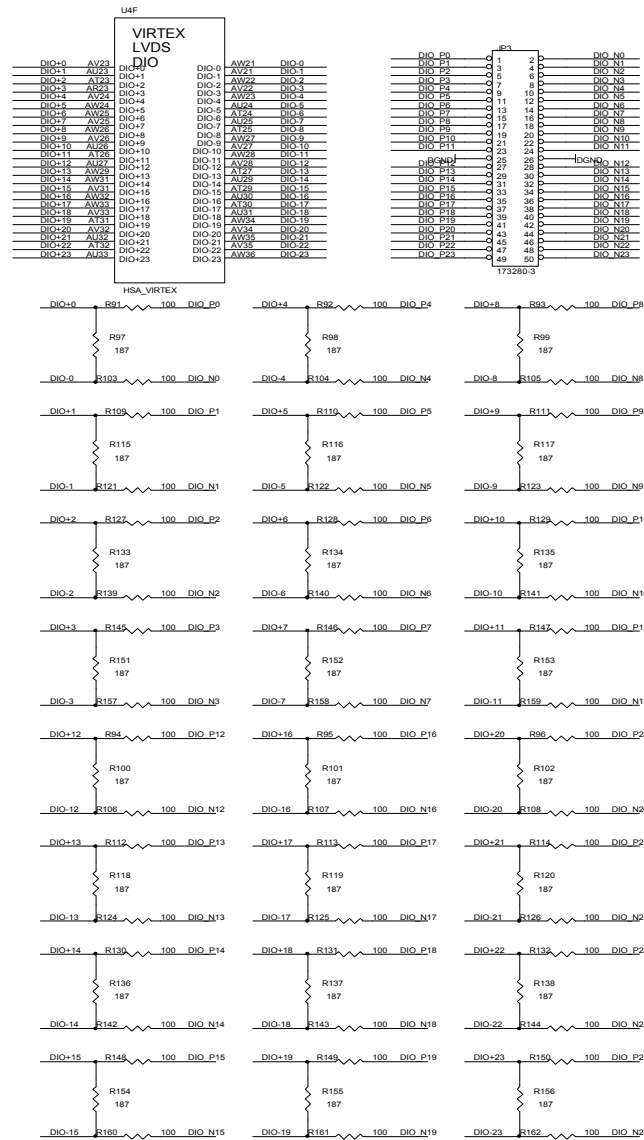 U4F
VIRTEX
LVDS
DIO
DIO+0 AV23 DIO+0 DIO-0 AW21 DIO-0
DIO+1 AU23 DIO+1 DIO-1 AV21 DIO-1
DIO+2 AT23 DIO+2 DIO-2 AW22 DIO-2
DIO+3 AR23 DIO+3 DIO-3 AV22 DIO-3
DIO+4 AV24 DIO+4 DIO-4 AW23 DIO-4
DIO+5 AW24 DIO+5 DIO-5 AU24 DIO-5
DIO+6 AW25 DIO+6 DIO-6 AT24 DIO-6
DIO+7 AV25 DIO+7 DIO-7 AU25 DIO-7
DIO+8 AW26 DIO+8 DIO-8 AT25 DIO-8
DIO+9 AV26 DIO+9 DIO-9 AW27 DIO-9
DIO+10 AU26 DIO+10 DIO-10 AV27 DIO-10
DIO+11 AT26 DIO+11 DIO-11 AW28 DIO-11
DIO+12 AU27 DIO+12 DIO-12 AV28 DIO-12
DIO+13 AW29 DIO+13 DIO-13 AT27 DIO-13
DIO+14 AW31 DIO+14 DIO-14 AU29 DIO-14
DIO+15 AV31 DIO+15 DIO-15 AT29 DIO-15
DIO+16 AW32 DIO+16 DIO-16 AU30 DIO-16
DIO+17 AW33 DIO+17 DIO-17 AT30 DIO-17
DIO+18 AV33 DIO+18 DIO-18 AU31 DIO-18
DIO+19 AT31 DIO+19 DIO-19 AW34 DIO-19
DIO+20 AV32 DIO+20 DIO-20 AV34 DIO-20
DIO+21 AU32 DIO+21 DIO-21 AW35 DIO-21
DIO+22 AT32 DIO+22 DIO-22 AV35 DIO-22
DIO+23 AU33 DIO+23 DIO-23 AW36 DIO-23
HSA_VIRTEX
JP3
DIO_P0 1 2 DIO_N0
DIO_P1 3 4 DIO_N1
DIO_P2 5 6 DIO_N2
DIO_P3 7 8 DIO_N3
DIO_P4 9 10 DIO_N4
DIO_P5 11 12 DIO_N5
DIO_P6 13 14 DIO_N6
DIO_P7 15 16 DIO_N7
DIO_P8 17 18 DIO_N8
DIO_P9 19 20 DIO_N9
DIO_P10 21 22 DIO_N10
DIO_P11 23 24 DIO_N11
DGND 25 26 DGND
DIO_P12 27 28 DIO_N12
DIO_P13 29 30 DIO_N13
DIO_P14 31 32 DIO_N14
DIO_P15 33 34 DIO_N15
DIO_P16 35 36 DIO_N16
DIO_P17 37 38 DIO_N17
DIO_P18 39 40 DIO_N18
DIO_P19 41 42 DIO_N19
DIO_P20 43 44 DIO_N20
DIO_P21 45 46 DIO_N21
DIO_P22 47 48 DIO_N22
DIO_P23 49 50 DIO_N23
173280-3
DIO+0 R91 100 DIO_P0 DIO+4 R92 100 DIO_P4 DIO+8 R93 100 DIO_P8
R97 R98 R99
187 187 187
DIO-0 R103 100 DIO_N0 DIO-4 R104 100 DIO_N4 DIO-8 R105 100 DIO_N8
DIO+1 R109 100 DIO_P1 DIO+5 R110 100 DIO_P5 DIO+9 R111 100 DIO_P9
R115 R116 R117
187 187 187
DIO-1 R121 100 DIO_N1 DIO-5 R122 100 DIO_N5 DIO-9 R123 100 DIO_N9
DIO+2 R127 100 DIO_P2 DIO+6 R128 100 DIO_P6 DIO+10 R129 100 DIO_P1
R133 R134 R135
187 187 187
DIO-2 R139 100 DIO_N2 DIO-6 R140 100 DIO_N6 DIO-10 R141 100 DIO_N1
DIO+3 R145 100 DIO_P3 DIO+7 R146 100 DIO_P7 DIO+11 R147 100 DIO_P1
R151 R152 R153
187 187 187
DIO-3 R157 100 DIO_N3 DIO-7 R158 100 DIO_N7 DIO-11 R159 100 DIO_N1
DIO+12 R94 100 DIO_P12 DIO+16 R95 100 DIO_P16 DIO+20 R96 100 DIO_P2
R100 R101 R102
187 187 187
DIO-12 R106 100 DIO_N12 DIO-16 R107 100 DIO_N16 DIO-20 R108 100 DIO_N2
DIO+13 R112 100 DIO_P13 DIO+17 R113 100 DIO_P17 DIO+21 R114 100 DIO_P2
R118 R119 R120
187 187 187
DIO-13 R124 100 DIO_N13 DIO-17 R125 100 DIO_N17 DIO-21 R126 100 DIO_N2
DIO+14 R130 100 DIO_P14 DIO+18 R131 100 DIO_P18 DIO+22 R132 100 DIO_P2
R136 R137 R138
187 187 187
DIO-14 R142 100 DIO_N14 DIO-18 R143 100 DIO_N18 DIO-22 R144 100 DIO_N2
DIO+15 R148 100 DIO_P15 DIO+19 R149 100 DIO_P19 DIO+23 R150 100 DIO_P2
R154 R155 R156
187 187 187
DIO-15 R160 100 DIO_N15 DIO-19 R161 100 DIO_N19 DIO-23 R162 100 DIO_N2